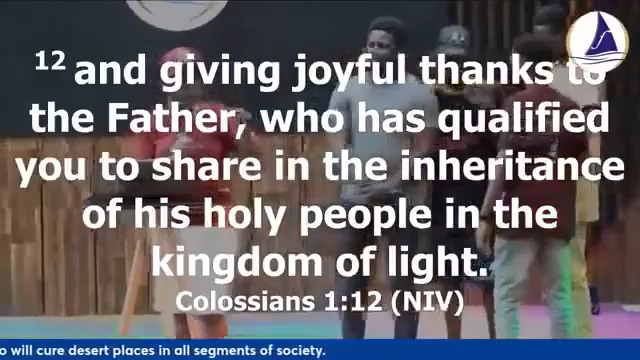 12 and giving joyful thanks to
the Father, who has qualified
you to share in the inheritance
of his holy people in the
kingdom of light.
Colossians 1:12 (NIV)
o will cure desert places in all segments of society.